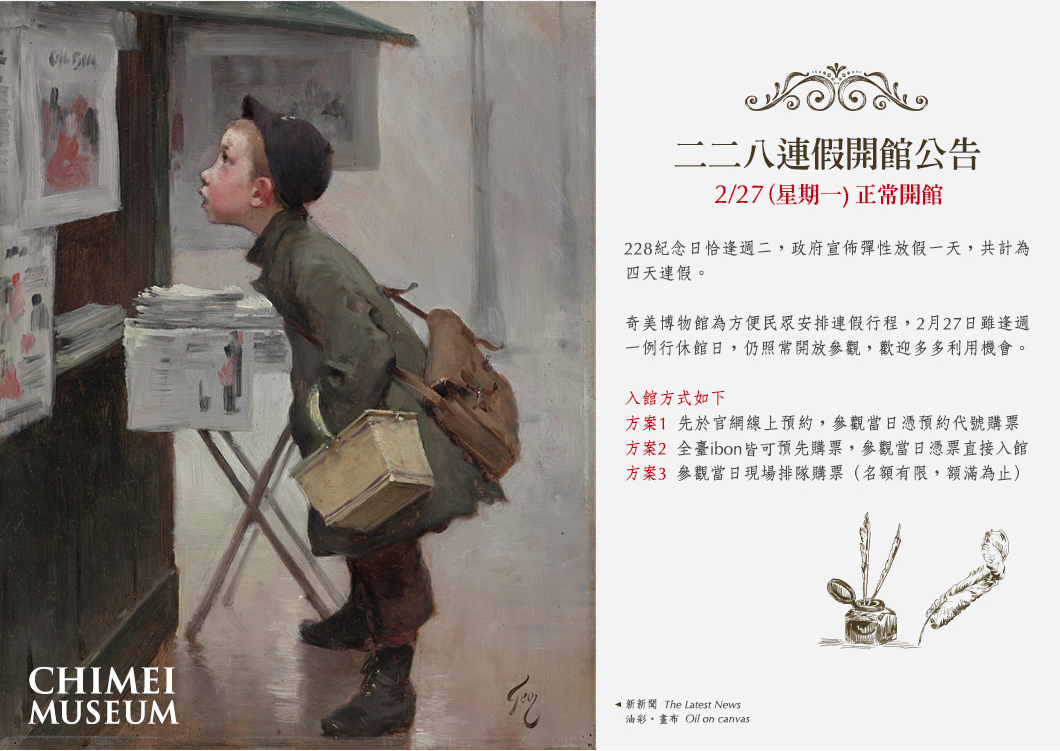 二二八連假開館公告
2/27 (星期一) 正常開館
228紀念日恰逢週二，政府宣佈彈性放假一天，共計為
四天連假。
奇美博物館為方便民眾安排連假行程，2月27日雖逢週
一例行休館日，仍照常開放參觀，歡迎多多利用機會。
入館方式如下
方案1 先於官網線上預約，參觀當日憑預約代號購票
方案2 全臺ibon皆可預先購票，參觀當日憑票直接入館
方案3 參觀當日現場排隊購票（名額有限，額滿為止）
◄ 新新聞 The Latest News
油彩・畫布 Oil on canvas
CHIMEI
MUSEUM
Geo